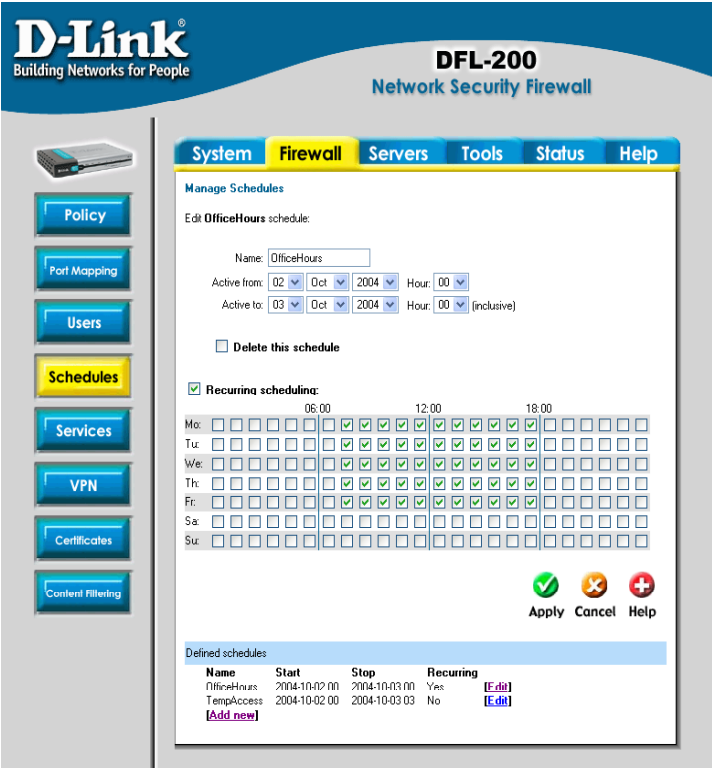 D-Link®
Building Networks for People
DFL-200
Network Security Firewall
System Firewall Servers Tools Status Help
Policy
Port Mapping
Users
Schedules
Services
VPN
Certificates
Content Filtering
Manage Schedules
Edit OfficeHours schedule:
Name: OfficeHours
Active from: 02 Oct 2004 Hour: 00
Active to: 03 Oct 2004 Hour: 00 (inclusive)
Delete this schedule
Recurring scheduling:
06:00 12:00 18:00
Mo:
Tu:
We:
Th:
Fr:
Sa:
Su:
Apply Cancel Help
Defined schedules
Name Start Stop Recurring
OfficeHours 2004-10-02 00 2004-10-03 00 Yes [Edit]
TempAccess 2004-10-02 00 2004-10-03 03 No [Edit]
[Add new]